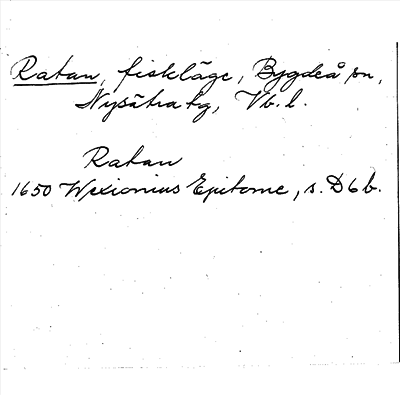 Ratan, fiskläge, Bygdeå sn,
Nysätra tg, Vb. l.
Ratan
1650 Wexionius Epitome, s. D6b.